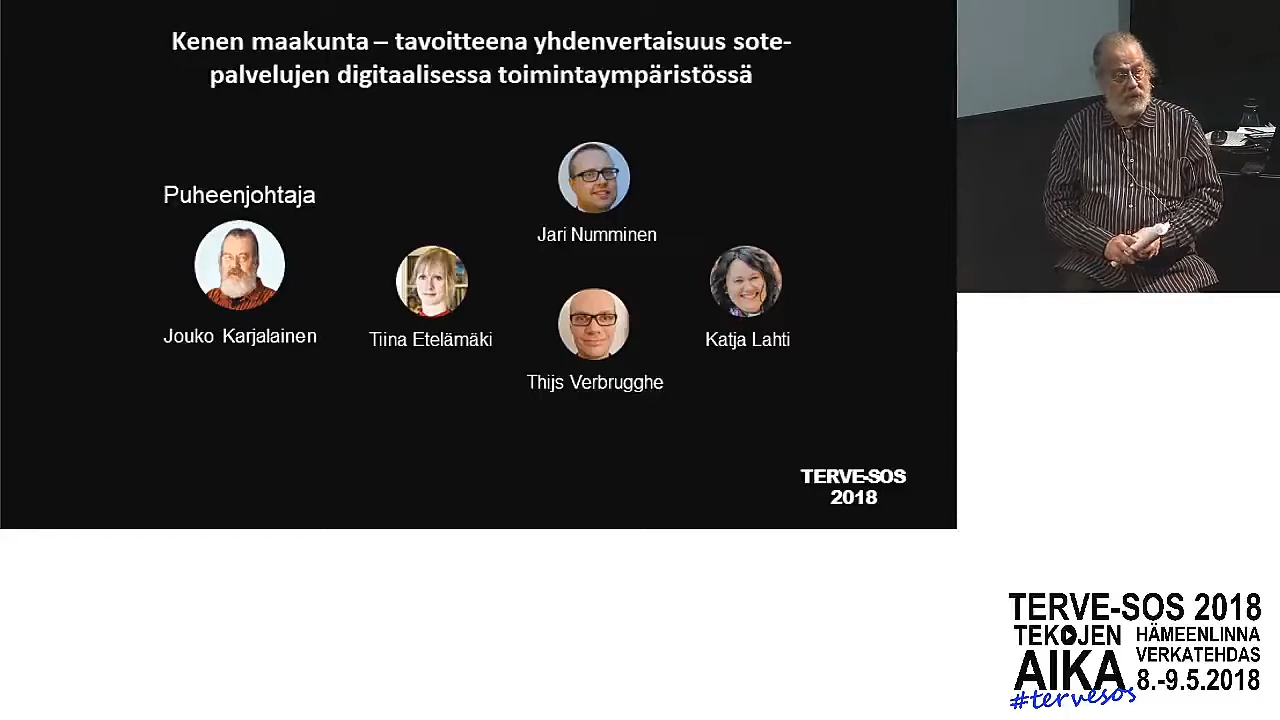 Kenen maakunta – tavoitteena yhdenvertaisuus sote-
palvelujen digitaalisessa toimintaympäristössä
Puheenjohtaja
Jouko Karjalainen
Tiina Etelämäki
Jari Numminen
Thijs Verbrugghe
Katja Lahti
TERVE-SOS
2018
TERVE-SOS 2018
TEKOJEN
AIKA
HÄMEENLINNA
VERKATEHDAS
8.-9.5.2018
#tervesos